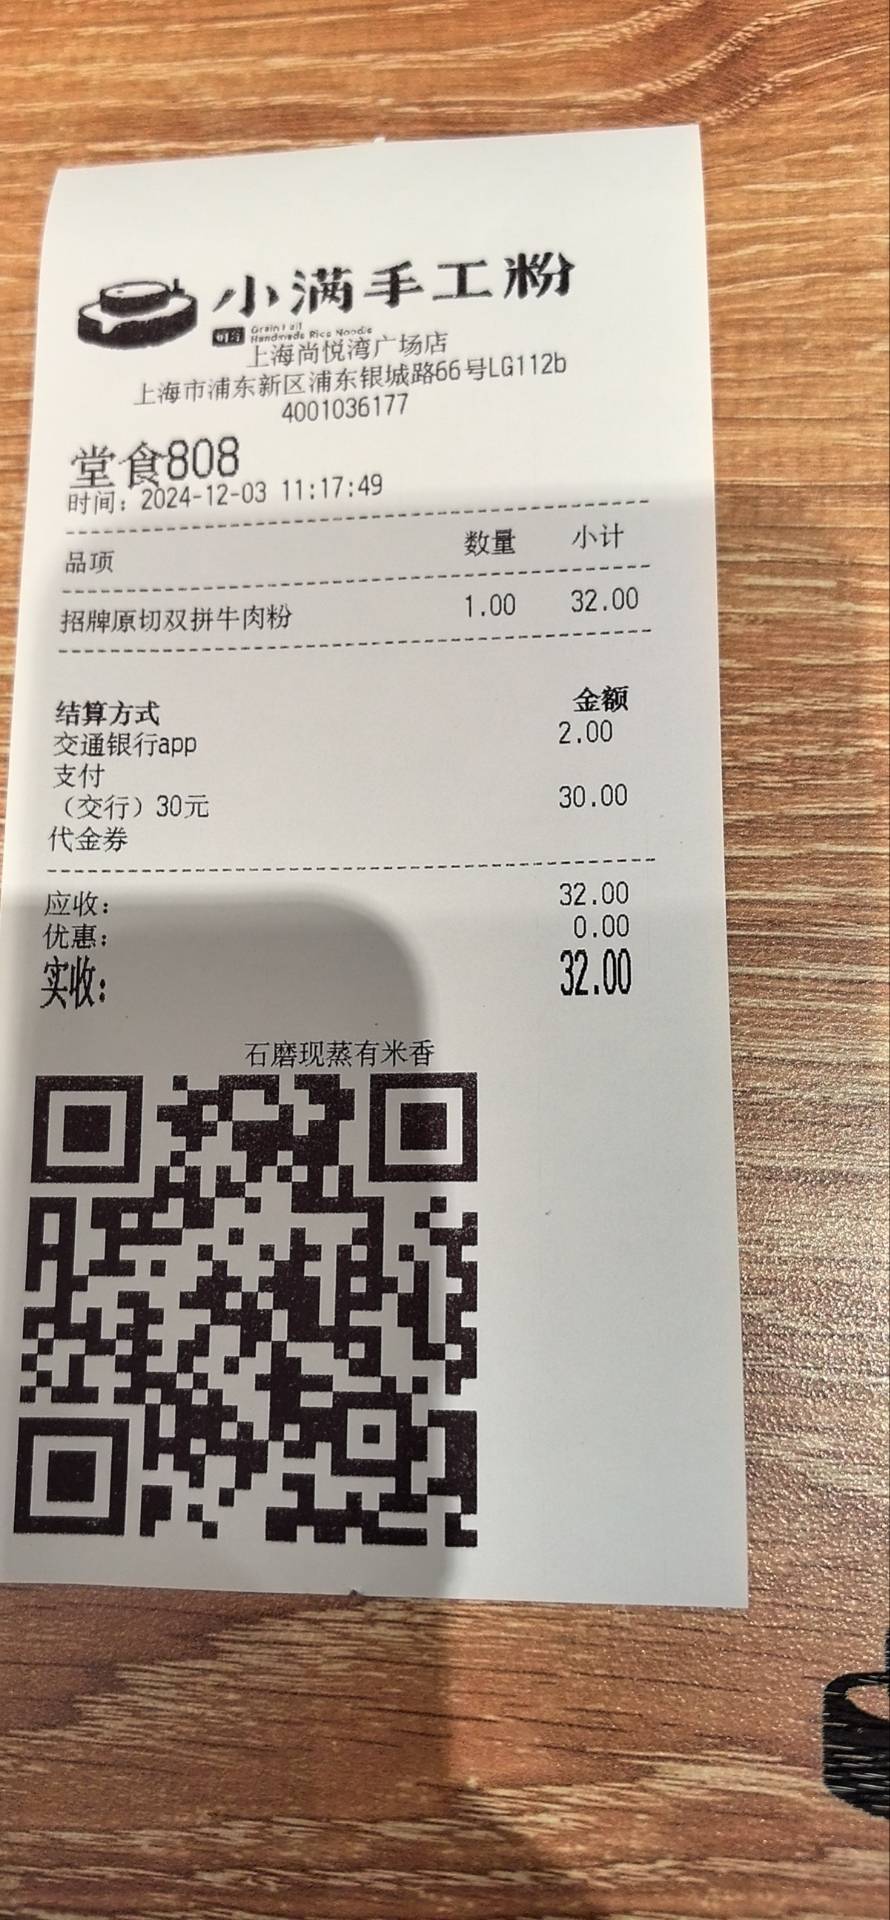 小满手工粉
Grain Full
Handmade Rice Noodle
上海尚悦湾广场店
上海市浦东新区浦东银城路66号LG112b
4001036177
堂食808
时间：2024-12-03 11:17:49
品项 数量 小计
招牌原切双拼牛肉粉 1.00 32.00
结算方式 金额
交通银行app 2.00
支付
（交行）30元 30.00
代金券
应收： 32.00
优惠： 0.00
实收： 32.00
石磨现蒸有米香